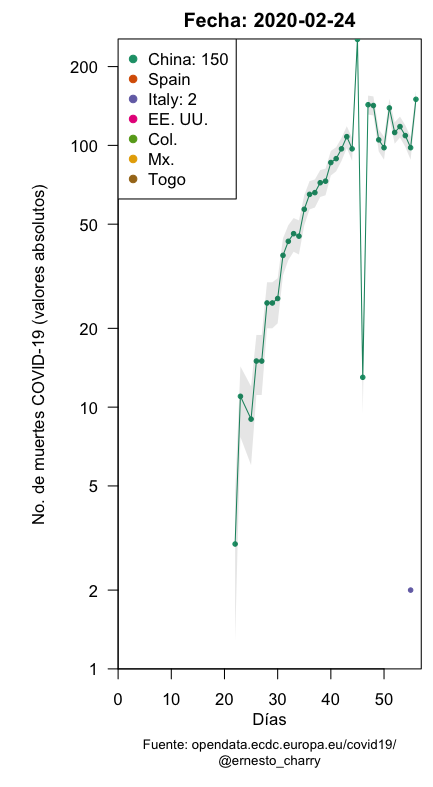 Fecha: 2020-02-24
China: 150
Spain
Italy: 2
EE. UU.
Col.
Mx.
Togo
No. de muertes COVID-19 (valores absolutos)
200
100
50
20
10
5
2
1
0 10 20 30 40 50
Días
Fuente: opendata.ecdc.europa.eu/covid19/
@ernesto_charry